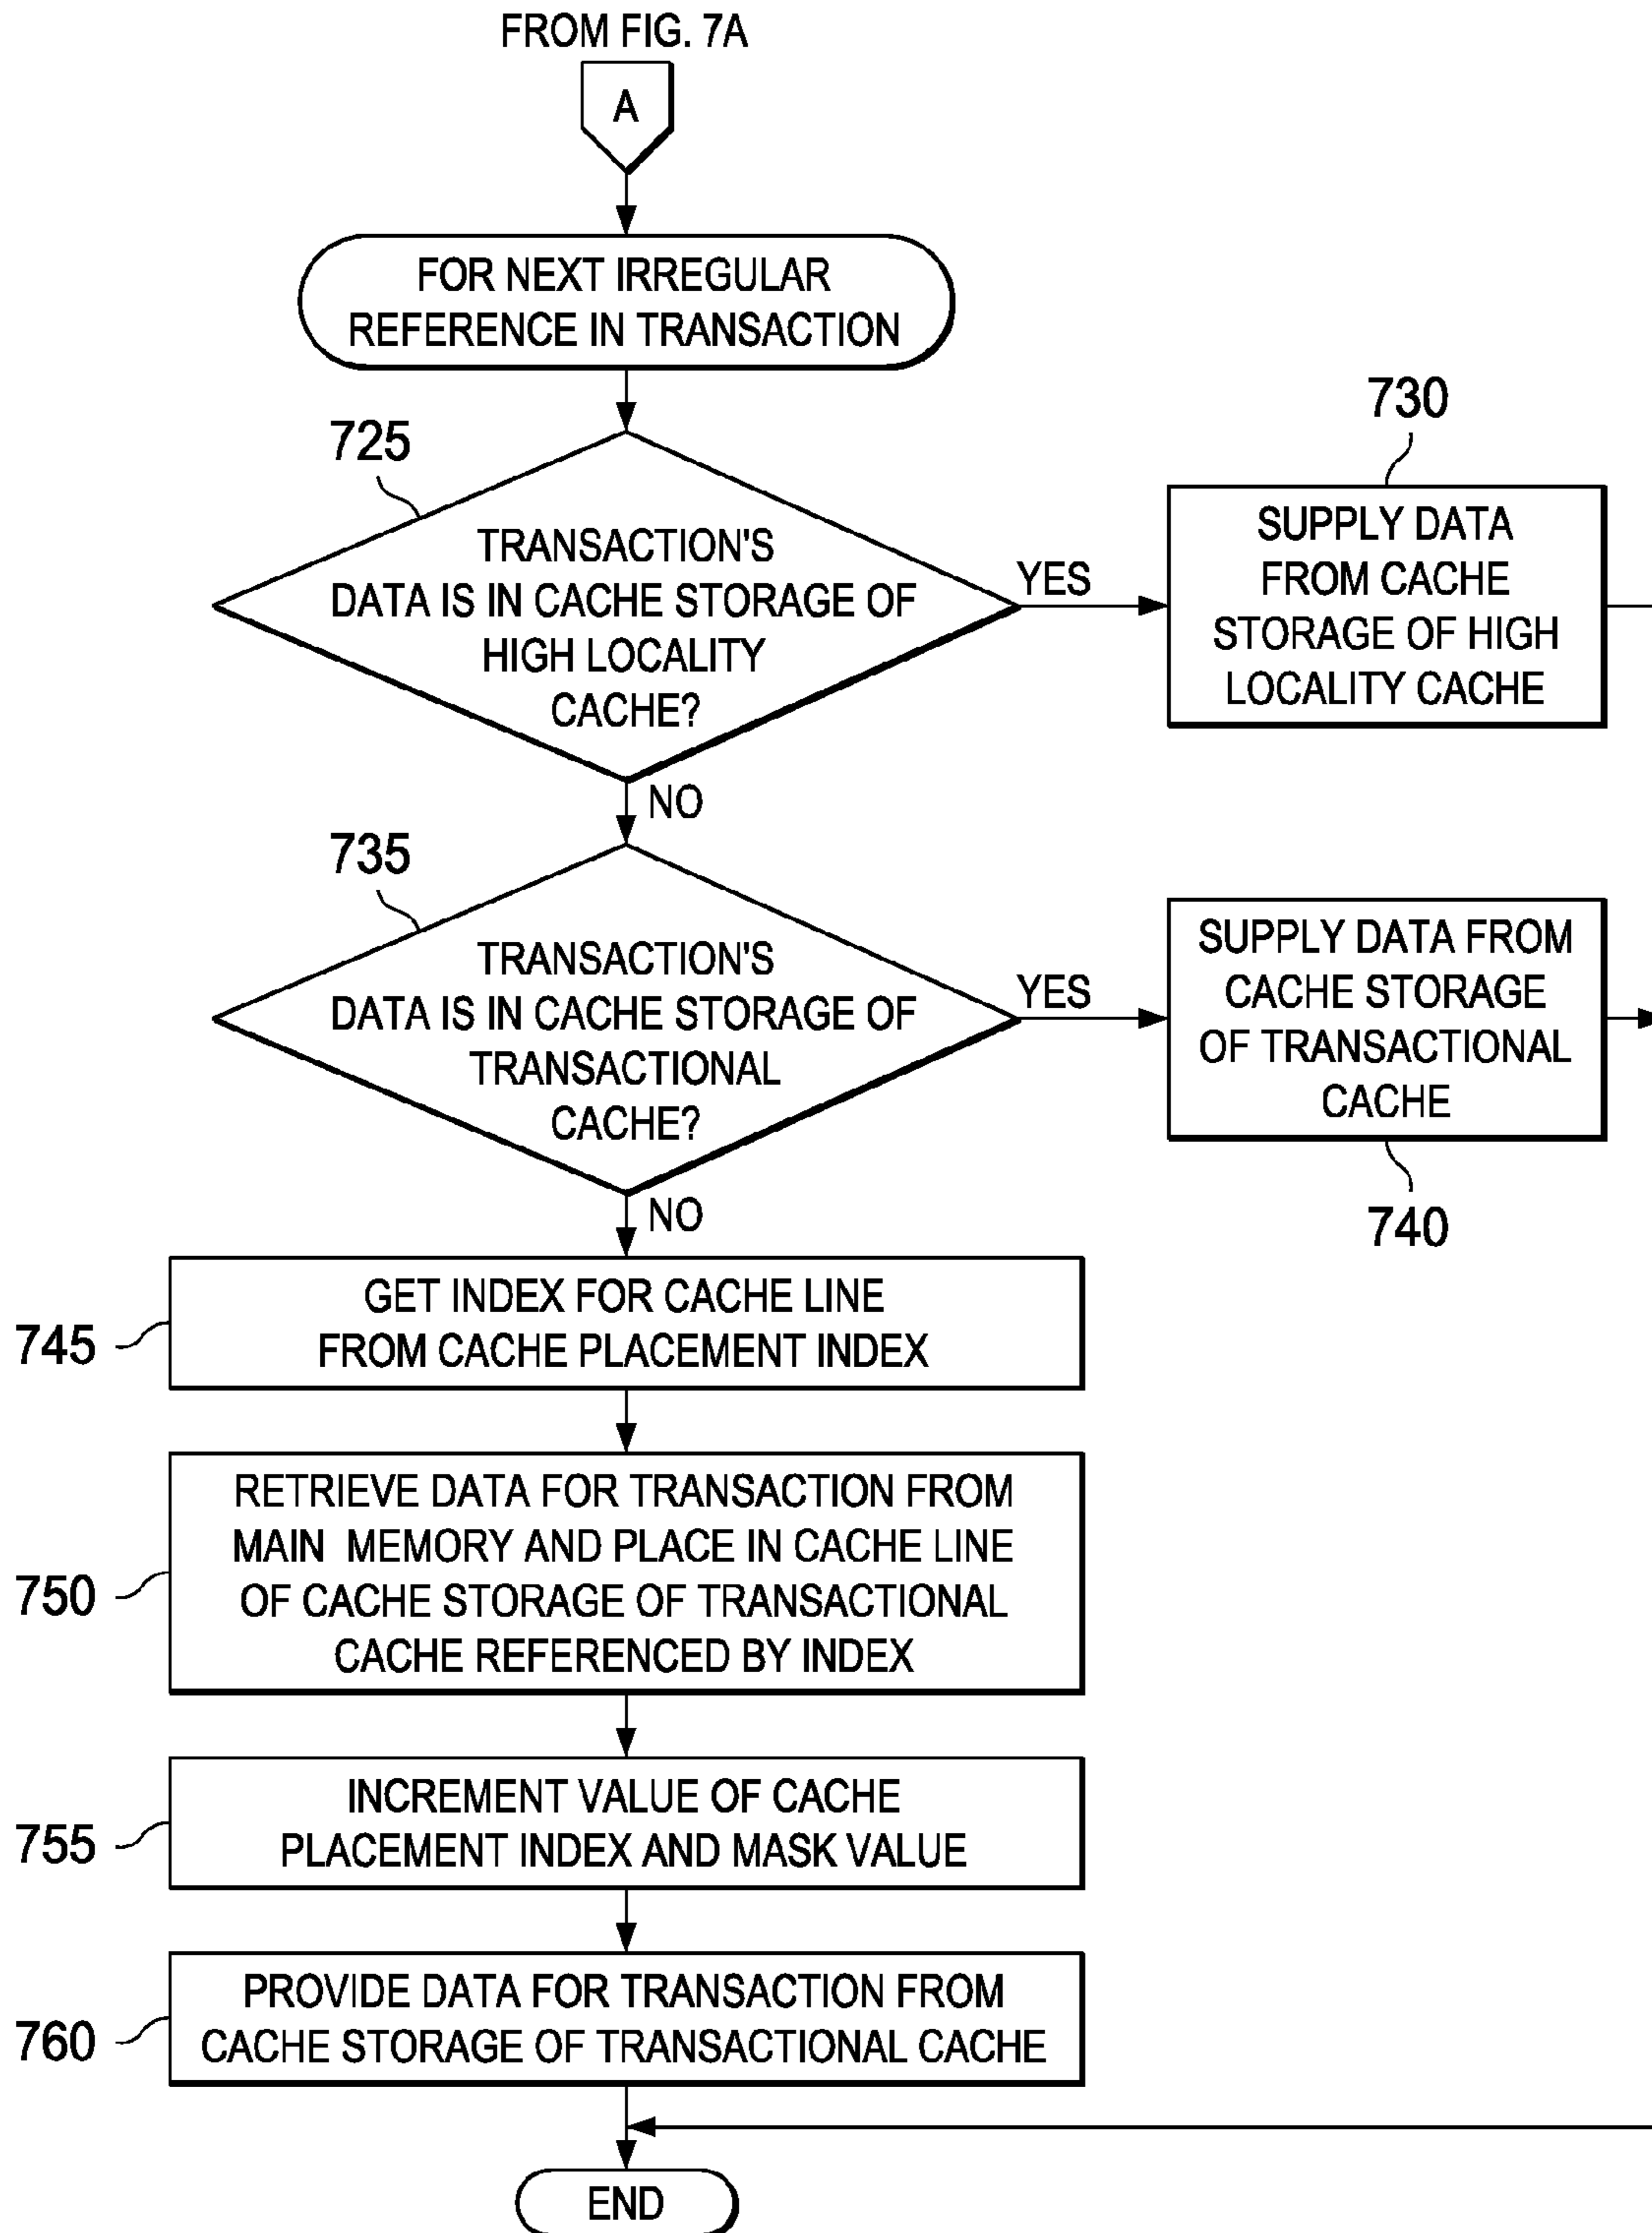 FROM FIG. 7A
A
FOR NEXT IRREGULAR
REFERENCE IN TRANSACTION
725
TRANSACTION'S
DATA IS IN CACHE STORAGE OF
HIGH LOCALITY
CACHE?
YES
730
SUPPLY DATA
FROM CACHE
STORAGE OF HIGH
LOCALITY CACHE
NO
735
TRANSACTION'S
DATA IS IN CACHE STORAGE OF
TRANSACTIONAL
CACHE?
YES
SUPPLY DATA FROM
CACHE STORAGE
OF TRANSACTIONAL
CACHE
740
NO
745
GET INDEX FOR CACHE LINE
FROM CACHE PLACEMENT INDEX
750
RETRIEVE DATA FOR TRANSACTION FROM
MAIN MEMORY AND PLACE IN CACHE LINE
OF CACHE STORAGE OF TRANSACTIONAL
CACHE REFERENCED BY INDEX
755
INCREMENT VALUE OF CACHE
PLACEMENT INDEX AND MASK VALUE
760
PROVIDE DATA FOR TRANSACTION FROM
CACHE STORAGE OF TRANSACTIONAL CACHE
END